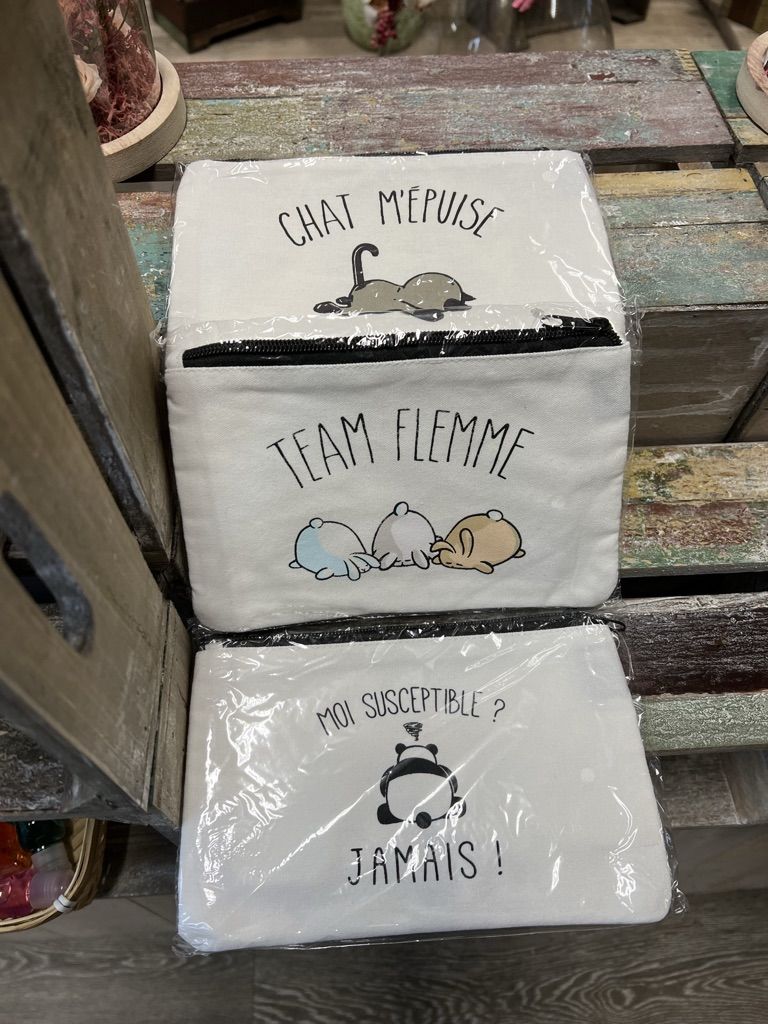 CHAT M'ÉPUISE
TEAM FLEMME
MOI SUSCEPTIBLE ?
JAMAIS !